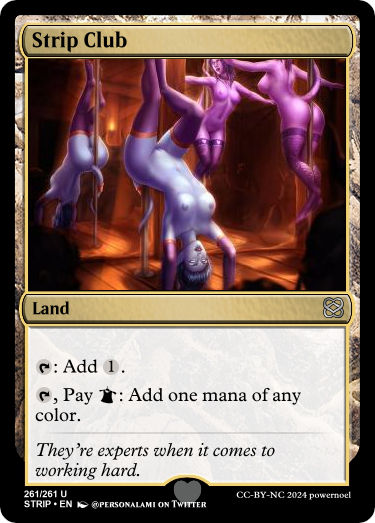 Strip Club
Land
: Add 1.
, Pay : Add one mana of any
color.
They're experts when it comes to
working hard.
261/261 U
STRIP • EN @PERSONALAMI ON TWITTER
CC-BY-NC 2024 powernoel